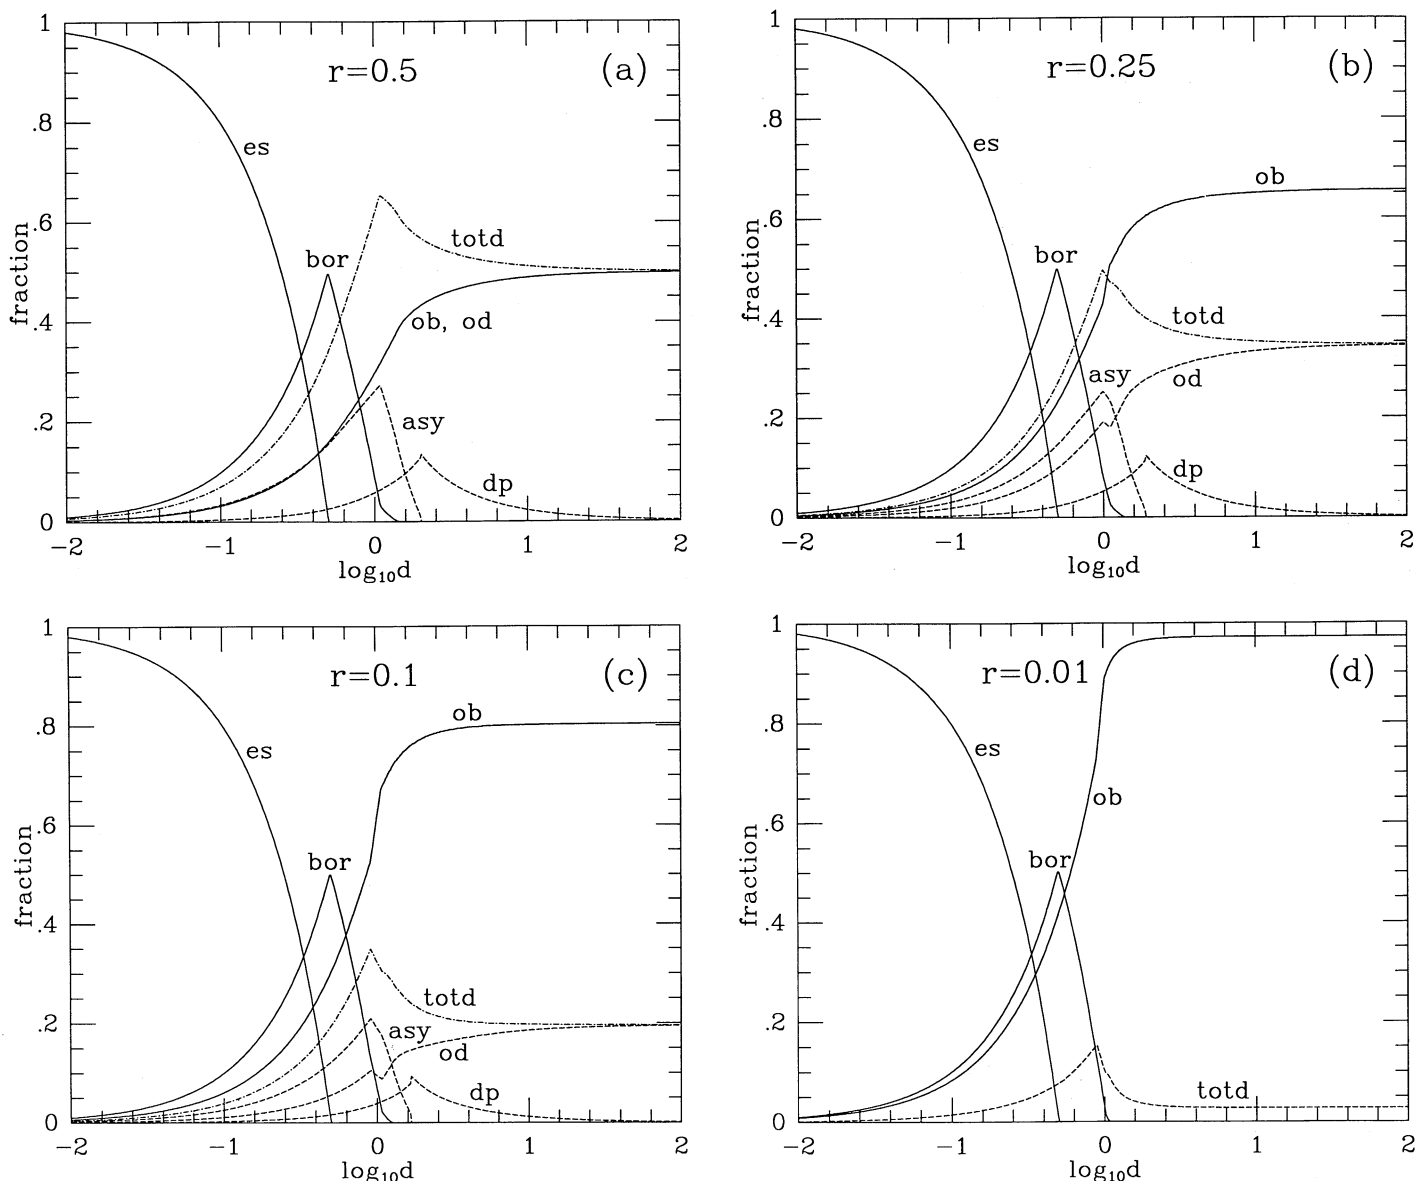 1
r=0.5
(a)
.8
es
.6
totd
bor
fraction
.4
ob, od
.2
asy
dp
0
−2
−1
0
1
2
log₁₀d
1
r=0.25
(b)
.8
es
ob
.6
bor
fraction
.4
totd
asy
od
.2
dp
0
−2
−1
0
1
2
log₁₀d
1
r=0.1
(c)
ob
.8
es
.6
bor
fraction
.4
totd
.2
asy
od
dp
0
−2
−1
0
1
2
log₁₀d
1
r=0.01
(d)
es
.8
ob
.6
bor
fraction
.4
.2
totd
0
−2
−1
0
1
2
log₁₀d